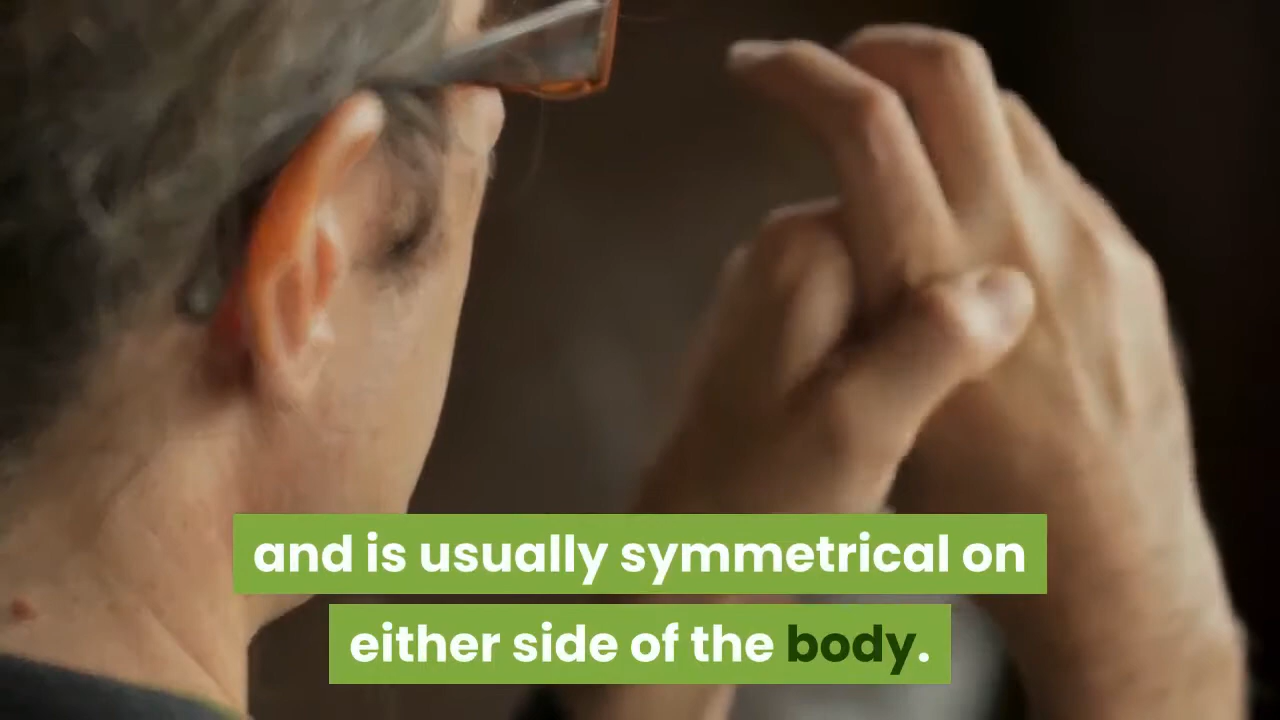 and is usually symmetrical on
either side of the body.